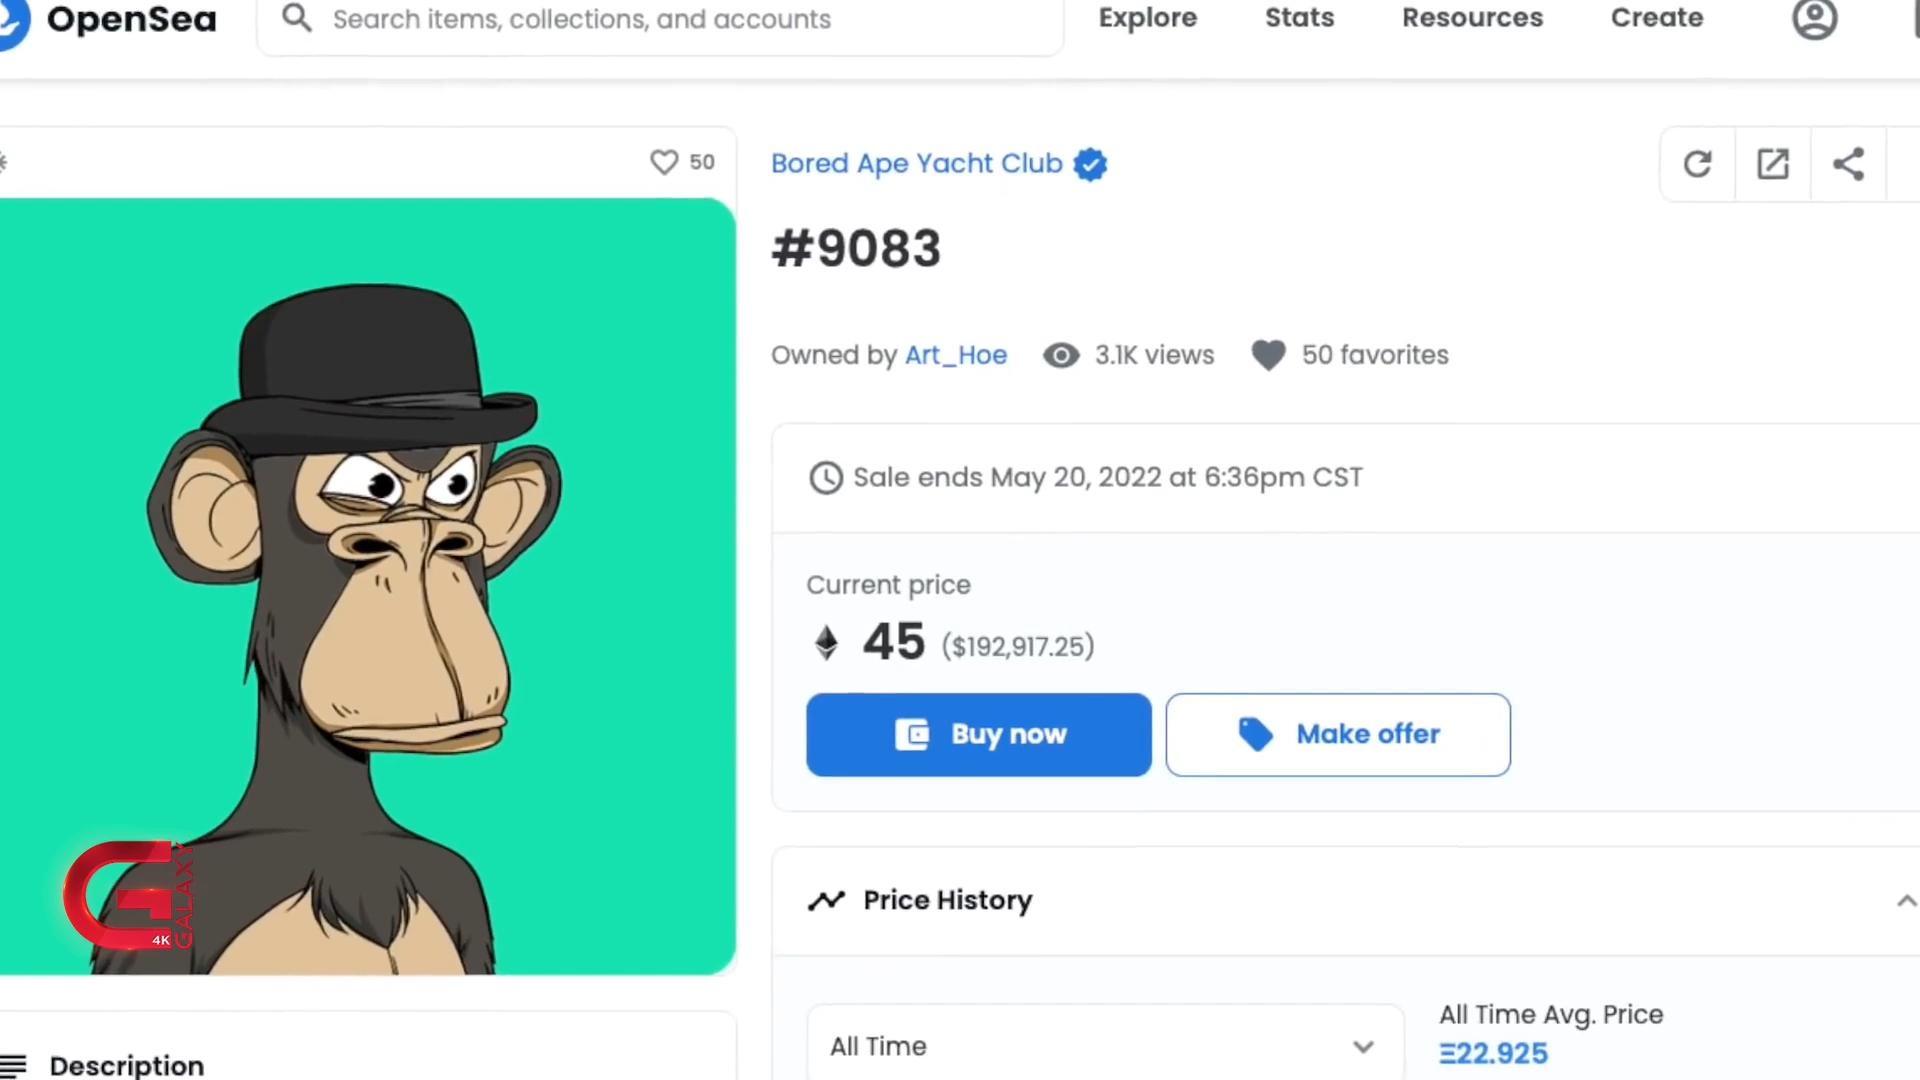 OpenSea
Search items, collections, and accounts
Explore
Stats
Resources
Create
50
Bored Ape Yacht Club
#9083
Owned by Art_Hoe
3.1K views
50 favorites
Sale ends May 20, 2022 at 6:36pm CST
Current price
45 ($192,917.25)
Buy now
Make offer
GALAXY
4K
Price History
All Time
All Time Avg. Price
Ξ22.925
Description